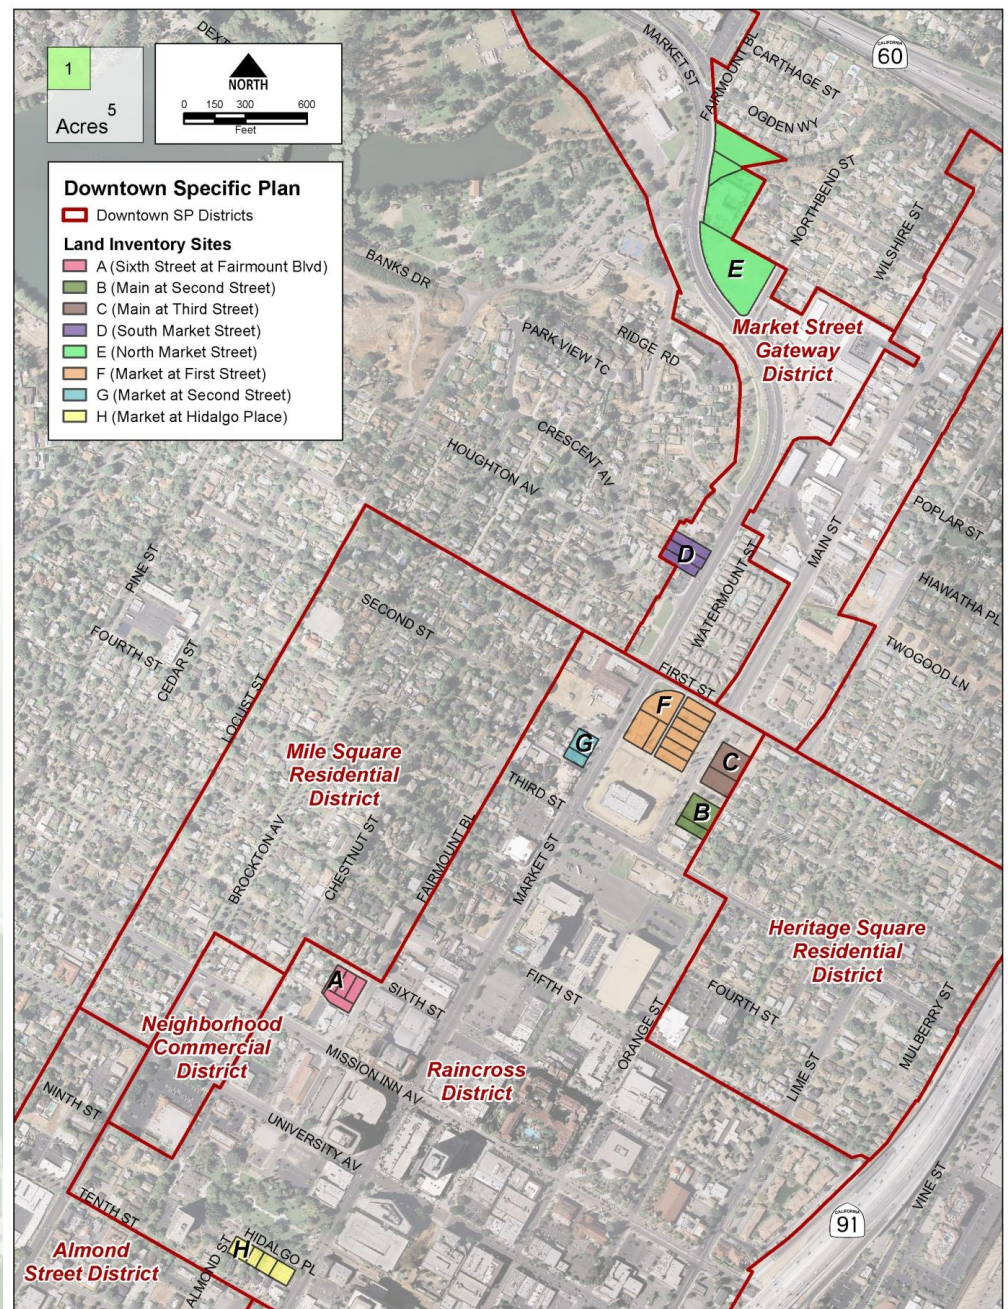 1
5
Acres
NORTH
0 150 300 600
Feet
Downtown Specific Plan
Downtown SP Districts
Land Inventory Sites
A (Sixth Street at Fairmount Blvd)
B (Main at Second Street)
C (Main at Third Street)
D (South Market Street)
E (North Market Street)
F (Market at First Street)
G (Market at Second Street)
H (Market at Hidalgo Place)
MARKET ST
FAIRMOUNT BL
CARTHAGE ST
CALIFORNIA
60
OGDEN WY
NORTHBEND ST
WILSHIRE ST
BANKS DR
E
Market Street
Gateway
District
PARK VIEW TC
RIDGE RD
CRESCENT AV
HOUGHTON AV
POPLAR ST
MAIN ST
D
WATERMOUNT ST
HIAWATHA PL
PINE ST
FOURTH ST
CEDAR ST
SECOND ST
TWOGOOD LN
LOCUST ST
FIRST ST
F
G
C
B
Mile Square
Residential
District
THIRD ST
BROCKTON AV
CHESTNUT ST
FAIRMOUNT BL
MARKET ST
Heritage Square
Residential
District
A
SIXTH ST
FIFTH ST
FOURTH ST
ORANGE ST
MULBERRY ST
LIME ST
Neighborhood
Commercial
District
MISSION INN AV
Raincross
District
NINTH ST
UNIVERSITY AV
VINE ST
CALIFORNIA
91
TENTH ST
Almond
Street District
ALMOND ST
H
HIDALGO PL